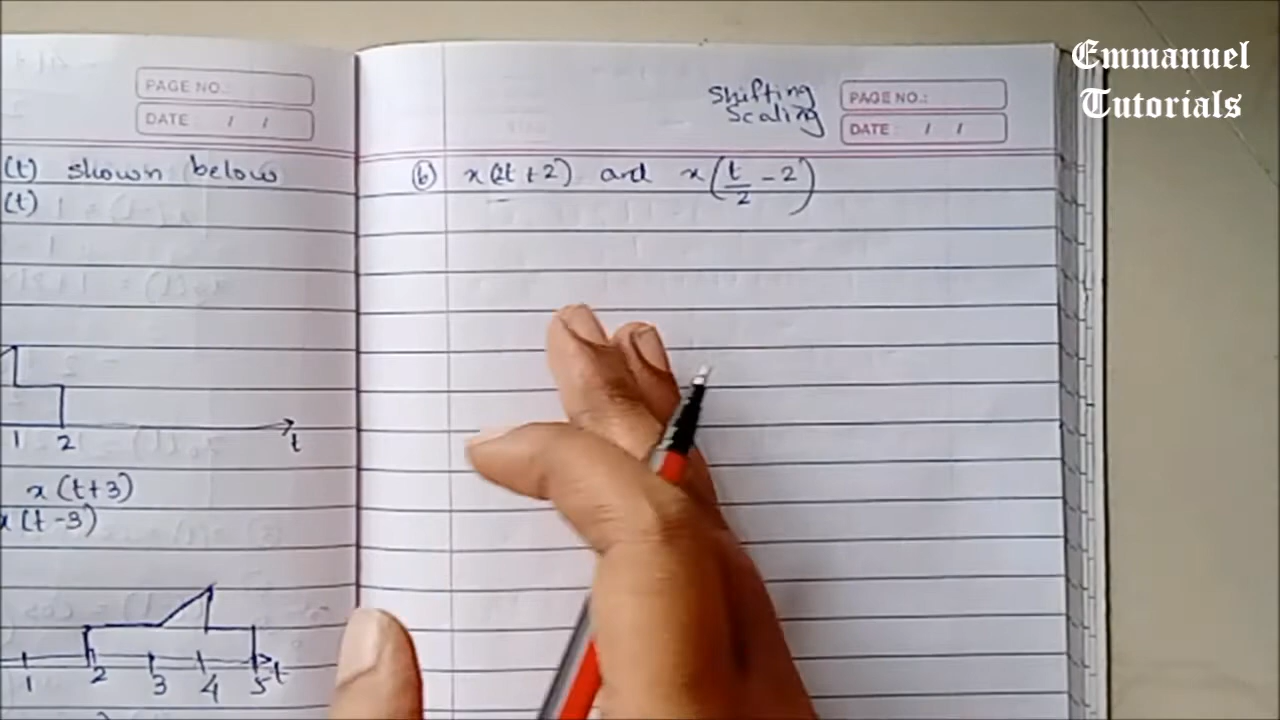 Emmanuel
Tutorials
PAGE NO.:
DATE / /
(t) shown below
(t)
1 2 t
x(t+3)
x(t-3)
1 2 3 4 5 t
Shifting
Scaling
PAGE NO.:
DATE / /
(b) x(2t+2) and x(t/2 - 2)